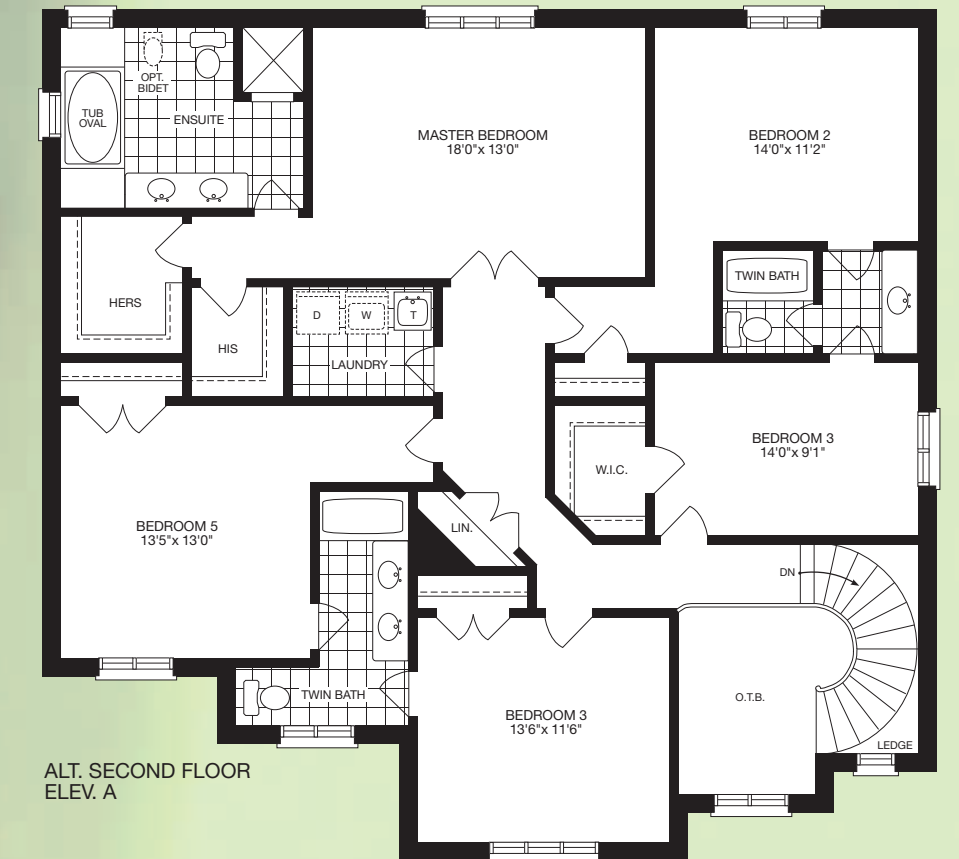 OPT.
BIDET
TUB
OVAL
ENSUITE
MASTER BEDROOM
18'0"x 13'0"
BEDROOM 2
14'0"x 11'2"
TWIN BATH
HERS
HIS
D
W
T
LAUNDRY
BEDROOM 3
14'0"x 9'1"
W.I.C.
BEDROOM 5
13'5"x 13'0"
LIN.
DN
TWIN BATH
BEDROOM 3
13'6"x 11'6"
O.T.B.
LEDGE
ALT. SECOND FLOOR
ELEV. A